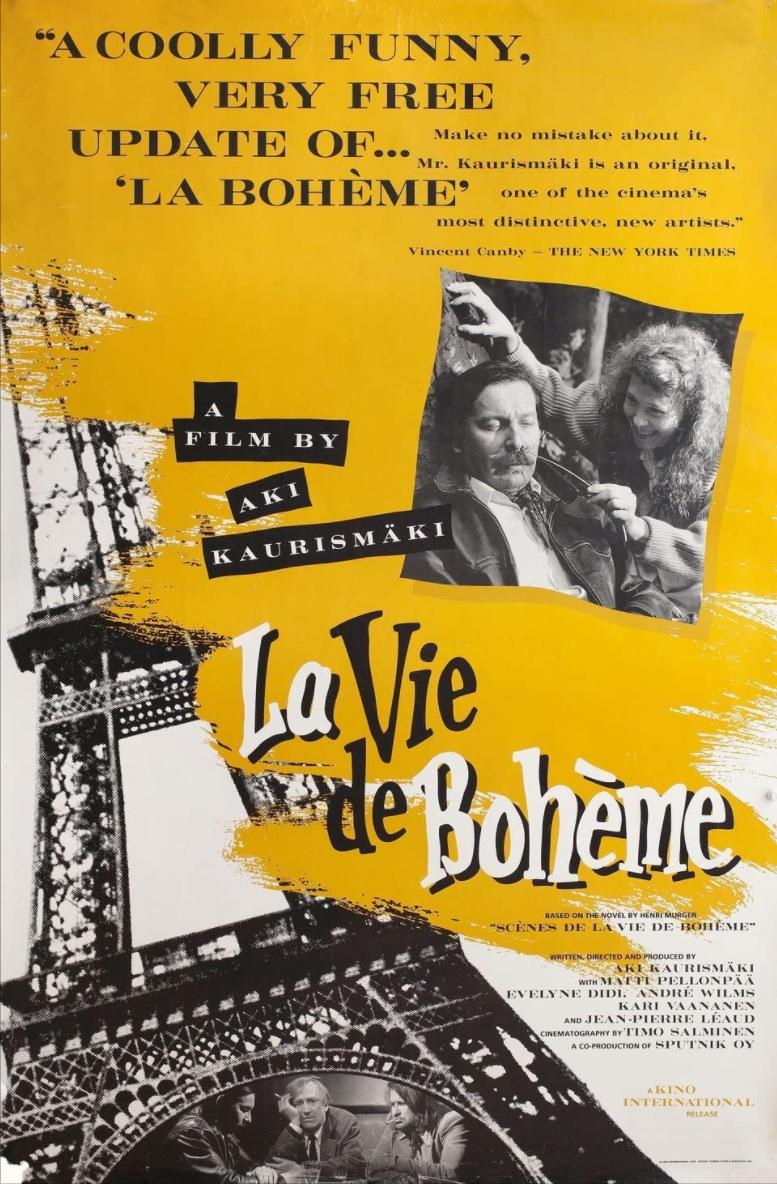 “A COOLLY FUNNY,
VERY FREE
UPDATE OF...
‘LA BOHÈME’
Make no mistake about it,
Mr. Kaurismäki is an original,
one of the cinema’s
most distinctive, new artists.”
Vincent Canby – THE NEW YORK TIMES
A
FILM BY
AKI
KAURISMÄKI
La Vie
de Bohème
BASED ON THE NOVEL BY HENRI MURGER
“SCÈNES DE LA VIE DE BOHÈME”
WRITTEN, DIRECTED AND PRODUCED BY
AKI KAURISMÄKI
WITH MATTI PELLONPÄÄ
EVELYNE DIDI, ANDRÉ WILMS
KARI VAANANEN
AND JEAN-PIERRE LÉAUD
CINEMATOGRAPHY BY TIMO SALMINEN
A CO-PRODUCTION OF SPUTNIK OY
A KINO
INTERNATIONAL
RELEASE